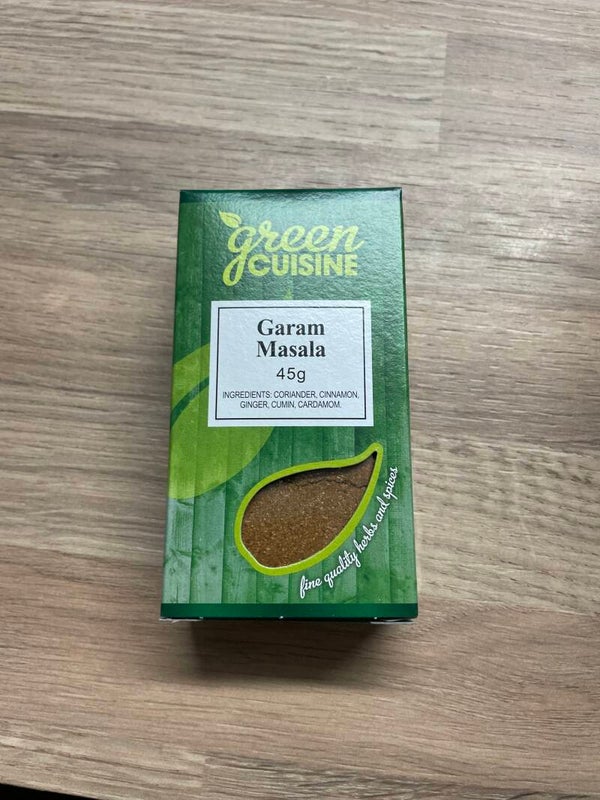 green
CUISINE
Garam
Masala
45g
INGREDIENTS: CORIANDER, CINNAMON,
GINGER, CUMIN, CARDAMOM.
fine quality herbs and spices